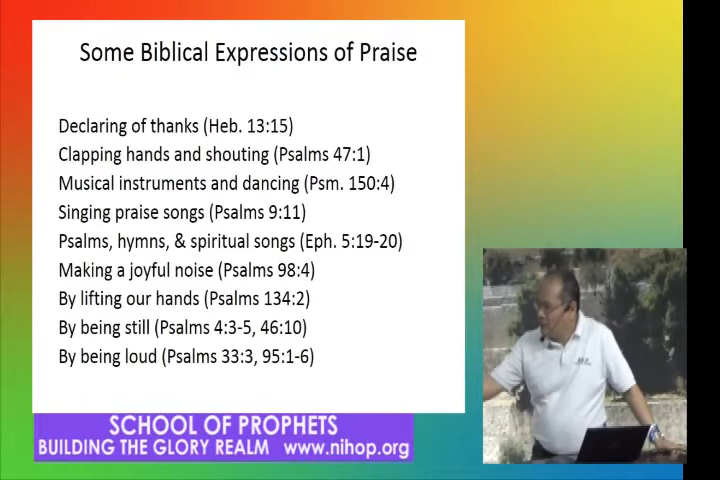 Some Biblical Expressions of Praise
Declaring of thanks (Heb. 13:15)
Clapping hands and shouting (Psalms 47:1)
Musical instruments and dancing (Psm. 150:4)
Singing praise songs (Psalms 9:11)
Psalms, hymns, & spiritual songs (Eph. 5:19-20)
Making a joyful noise (Psalms 98:4)
By lifting our hands (Psalms 134:2)
By being still (Psalms 4:3-5, 46:10)
By being loud (Psalms 33:3, 95:1-6)
SCHOOL OF PROPHETS
BUILDING THE GLORY REALM www.nihop.org